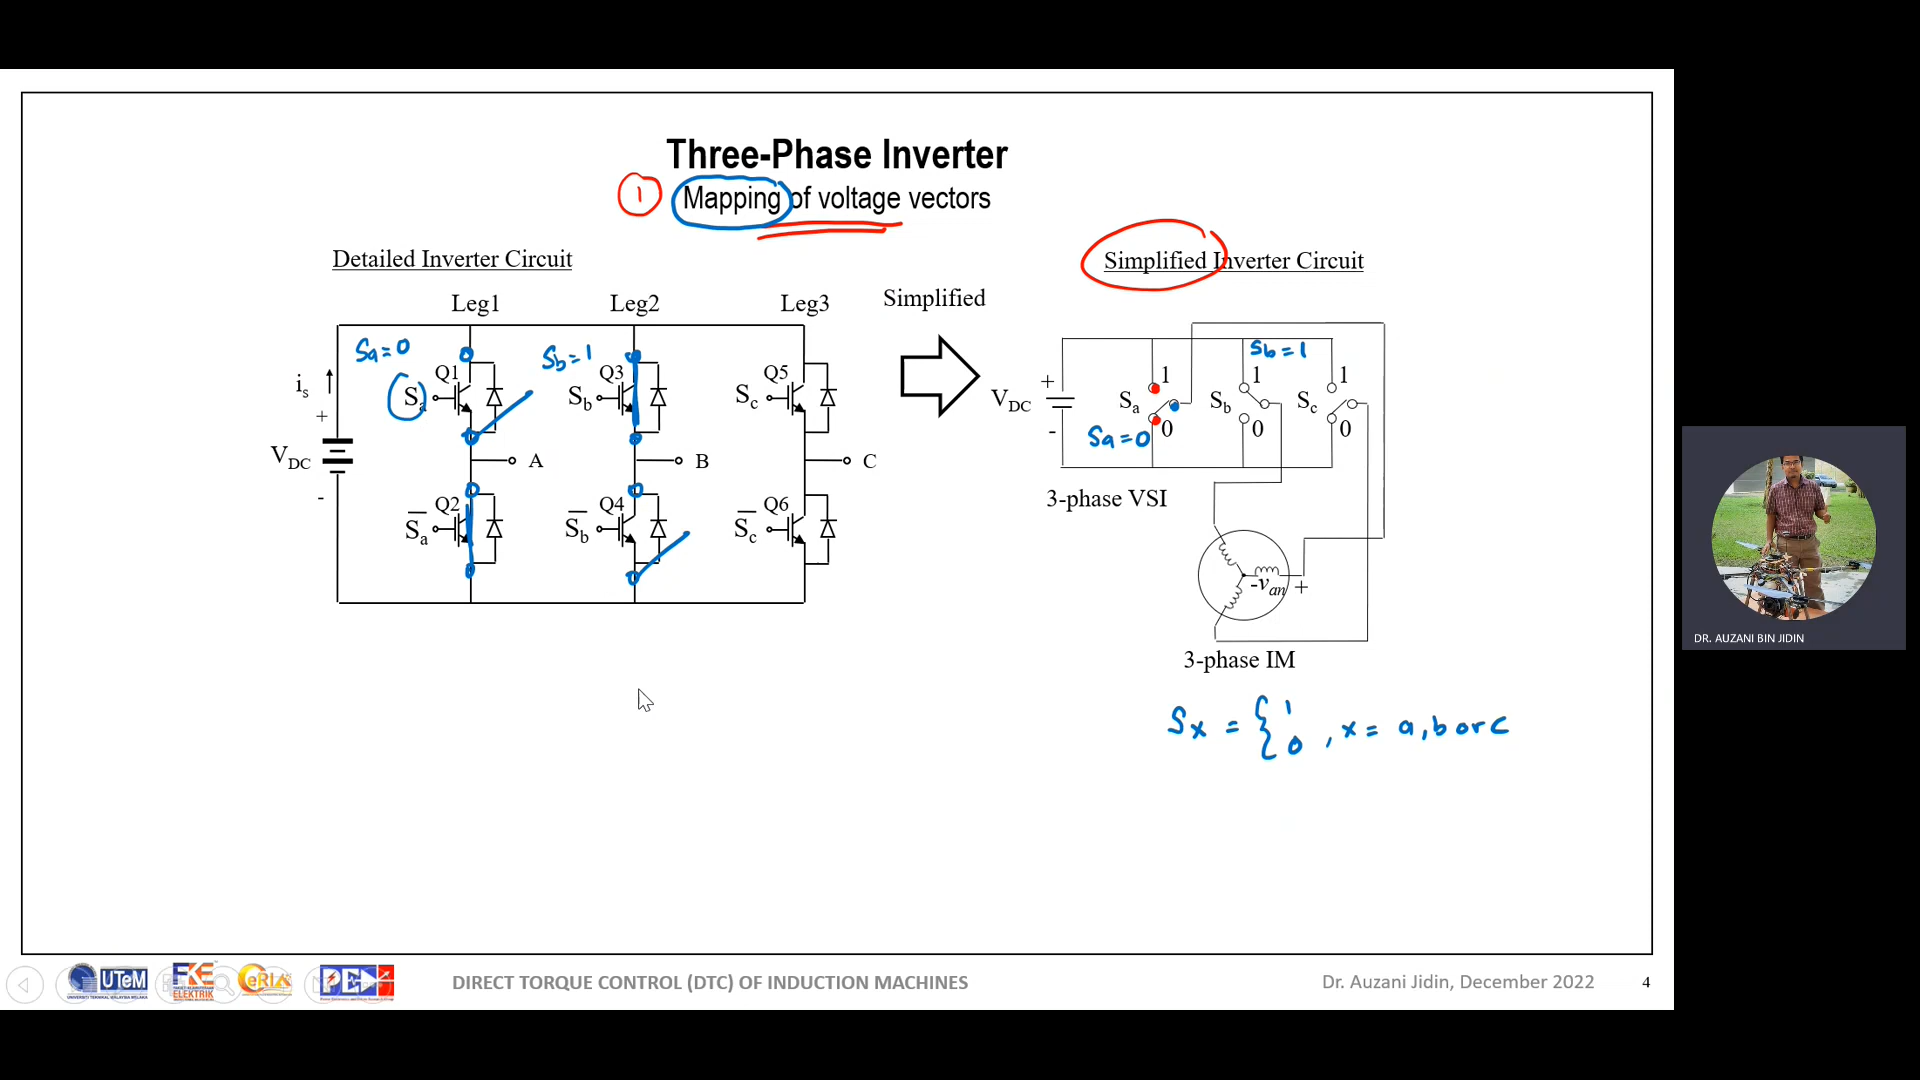 Three-Phase Inverter
1 Mapping of voltage vectors
Detailed Inverter Circuit
Simplified Inverter Circuit
Leg1
Leg2
Leg3
Simplified
Sa = 0
Sb = 1
Sb = 1
Q1
Q3
Q5
is
+
Sa
Sb
Sc
VDC
-
A
B
C
Q2
Q4
Q6
Sa
Sb
Sc
+
VDC
-
Sa
1
0
Sb
1
0
Sc
1
0
Sa = 0
3-phase VSI
-van +
3-phase IM
Sx = { 1
0 , x = a, b or c
DR. AUZANI BIN JIDIN
UTeM
FKE
ELEKTRIK
CeRIA
DIRECT TORQUE CONTROL (DTC) OF INDUCTION MACHINES
Dr. Auzani Jidin, December 2022
4